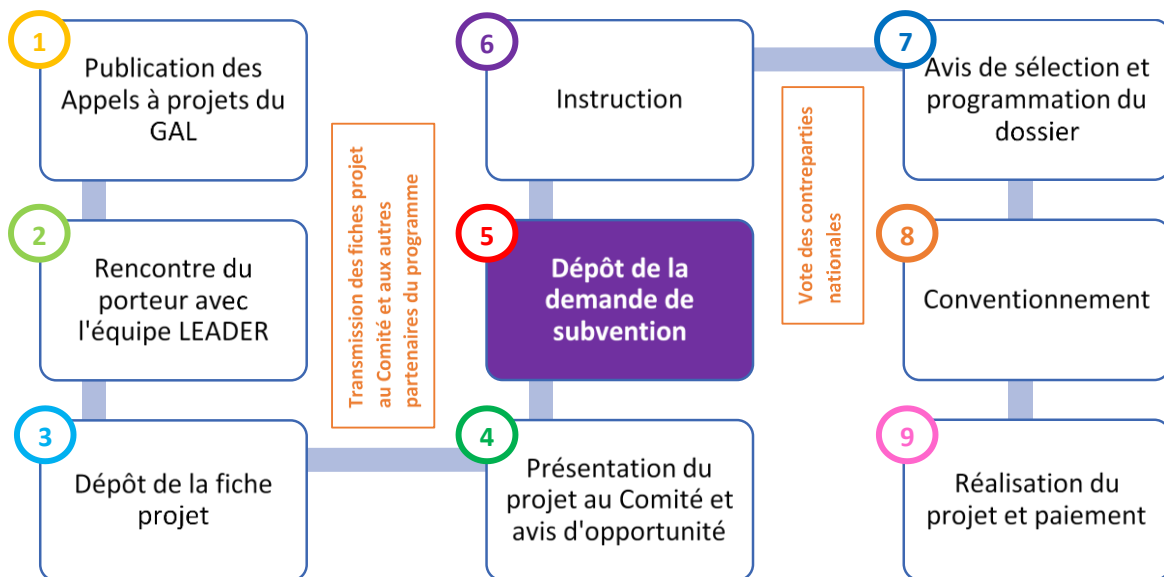 1
Publication des
Appels à projets du
GAL
2
Rencontre du
porteur avec
l'équipe LEADER
3
Dépôt de la fiche
projet
Transmission des fiches projet
au Comité et aux autres
partenaires du programme
4
Présentation du
projet au Comité et
avis d'opportunité
5
Dépôt de la
demande de
subvention
6
Instruction
Vote des contreparties
nationales
7
Avis de sélection et
programmation du
dossier
8
Conventionnement
9
Réalisation du
projet et paiement